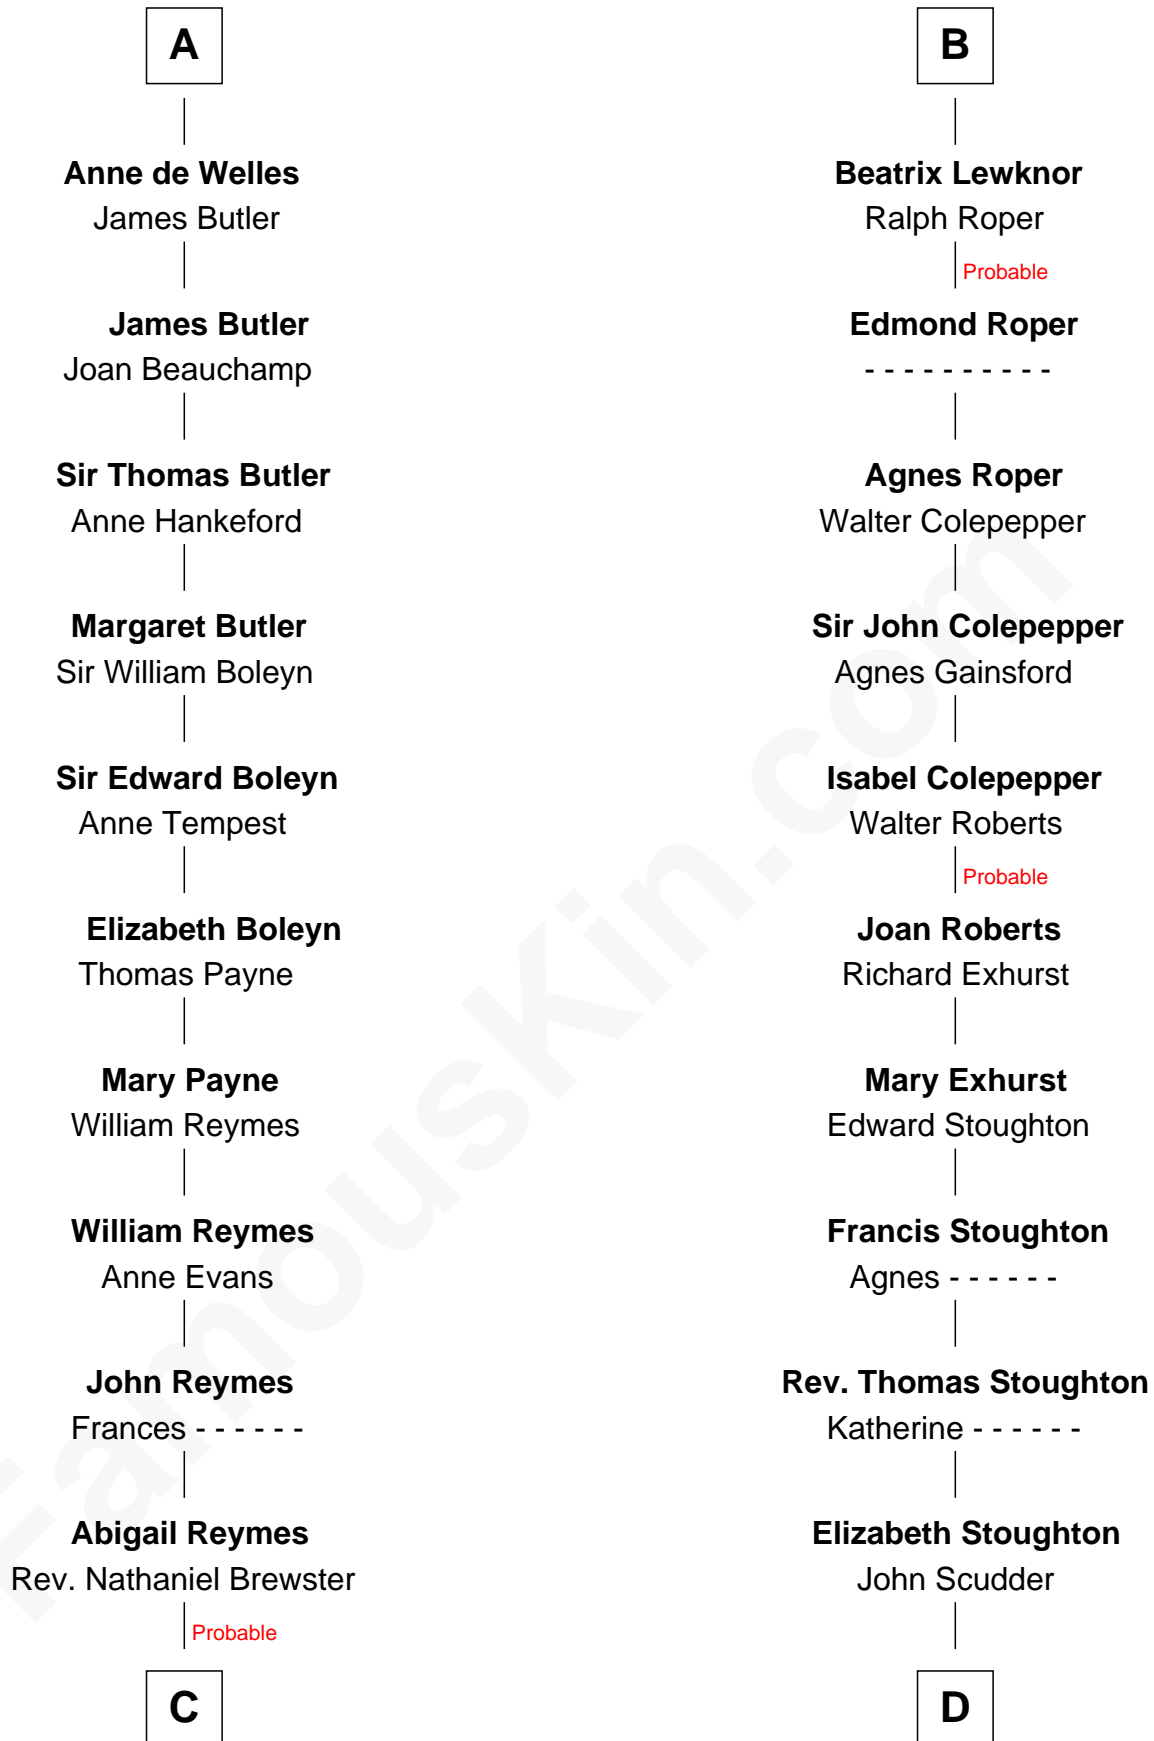 A
Anne de Welles
James Butler
James Butler
Joan Beauchamp
Sir Thomas Butler
Anne Hankeford
Margaret Butler
Sir William Boleyn
Sir Edward Boleyn
Anne Tempest
Elizabeth Boleyn
Thomas Payne
Mary Payne
William Reymes
William Reymes
Anne Evans
John Reymes
Frances - - - - - -
Abigail Reymes
Rev. Nathaniel Brewster
Probable
C
B
Beatrix Lewknor
Ralph Roper
Probable
Edmond Roper
- - - - - - - - - -
Agnes Roper
Walter Colepepper
Sir John Colepepper
Agnes Gainsford
Isabel Colepepper
Walter Roberts
Probable
Joan Roberts
Richard Exhurst
Mary Exhurst
Edward Stoughton
Francis Stoughton
Agnes - - - - - -
Rev. Thomas Stoughton
Katherine - - - - - -
Elizabeth Stoughton
John Scudder
D
FamousKin.com